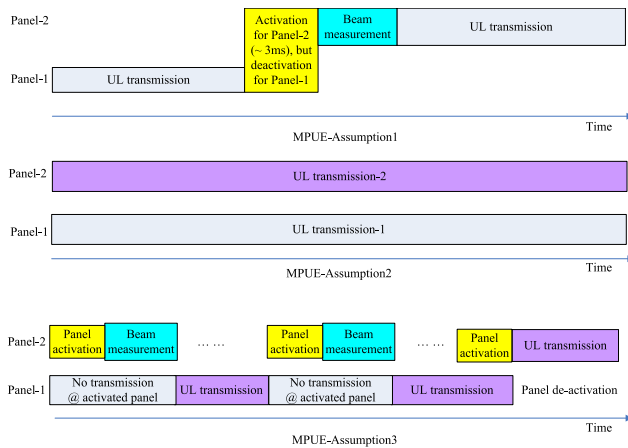 Panel-2
Activation
for Panel-2
(~ 3ms), but
deactivation
for Panel-1
Beam
measurement
UL transmission
Panel-1
UL transmission
Time
MPUE-Assumption1
Panel-2
UL transmission-2
Panel-1
UL transmission-1
Time
MPUE-Assumption2
Panel-2
Panel
activation
Beam
measurement
... ...
Panel
activation
Beam
measurement
... ...
Panel
activation
UL transmission
Panel-1
No transmission
@ activated panel
UL transmission
No transmission
@ activated panel
UL transmission
Panel de-activation
Time
MPUE-Assumption3